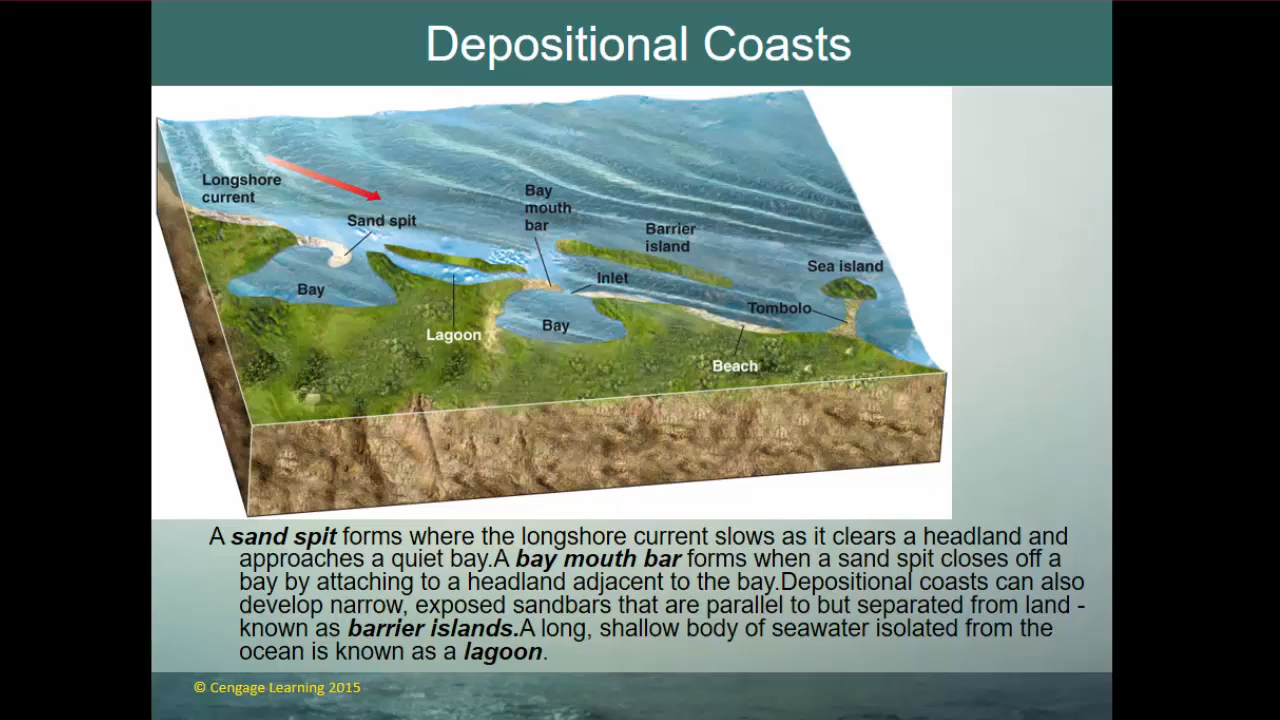 Depositional Coasts
Longshore
current
Sand spit
Bay
mouth
bar
Barrier
island
Sea island
Inlet
Bay
Tombolo
Lagoon
Bay
Beach
A sand spit forms where the longshore current slows as it clears a headland and
approaches a quiet bay.A bay mouth bar forms when a sand spit closes off a
bay by attaching to a headland adjacent to the bay.Depositional coasts can also
develop narrow, exposed sandbars that are parallel to but separated from land -
known as barrier islands.A long, shallow body of seawater isolated from the
ocean is known as a lagoon.
© Cengage Learning 2015